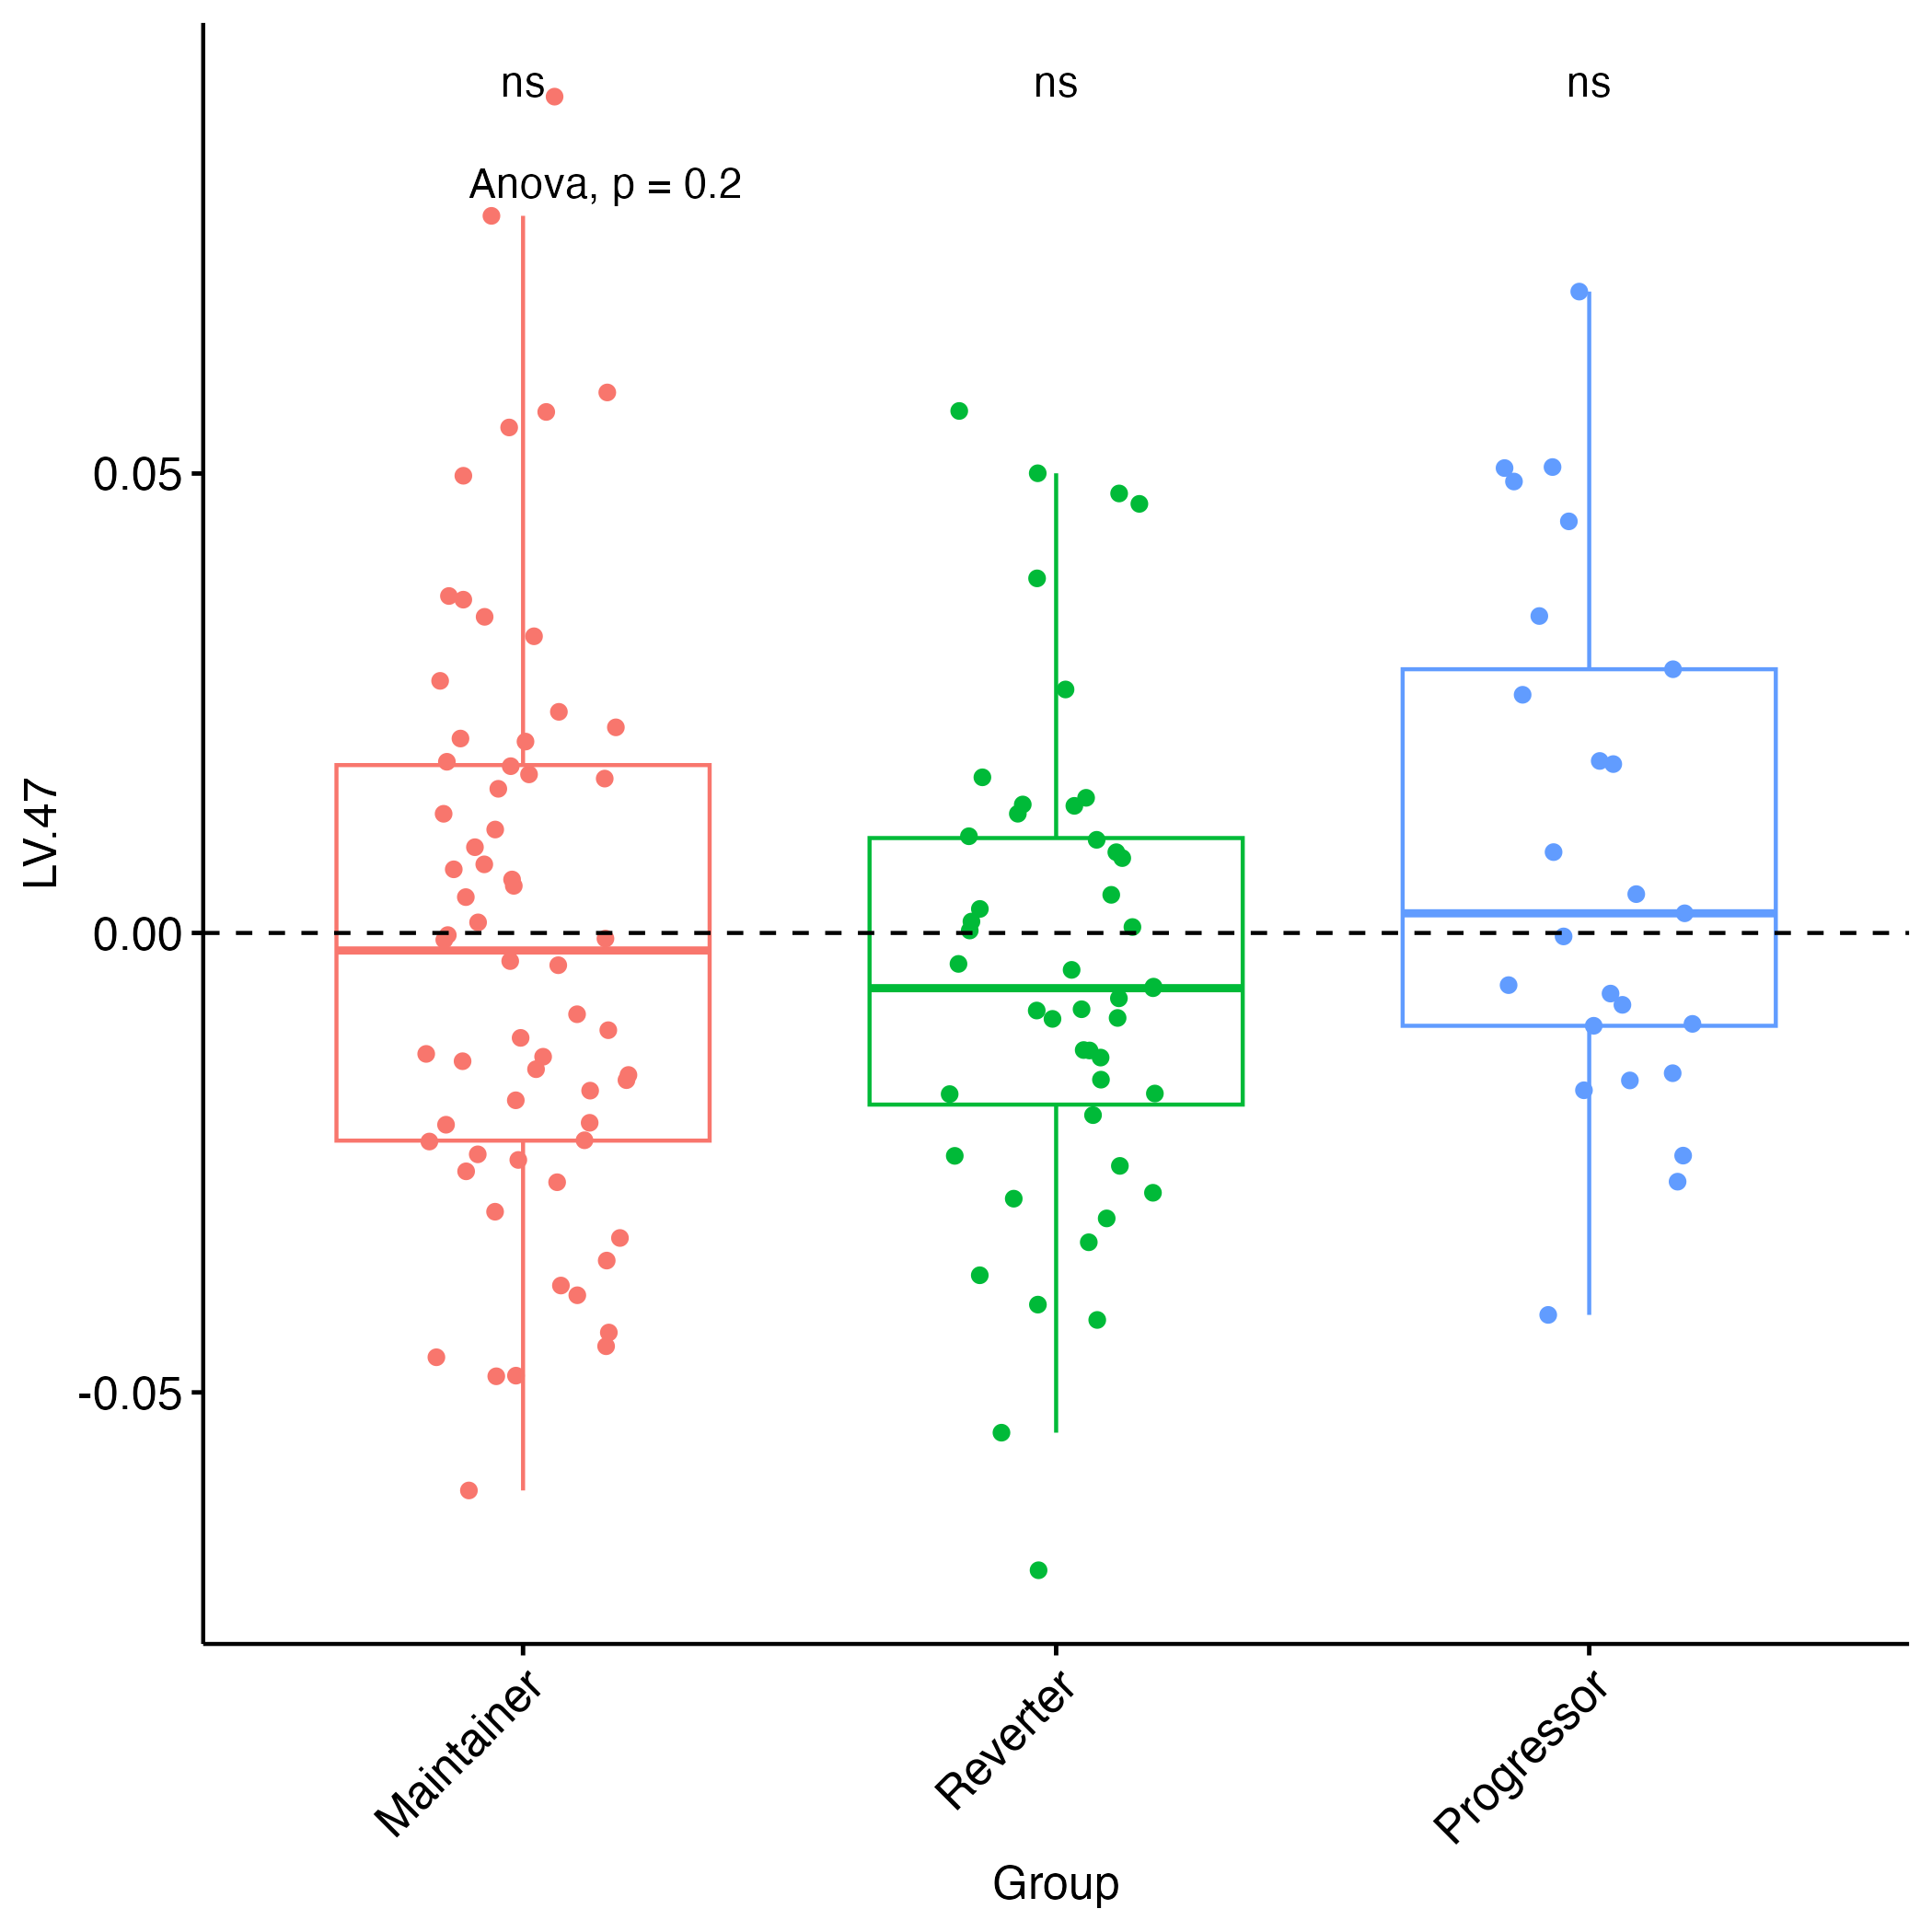 ns
ns
ns
Anova, p = 0.2
0.05
0.00
-0.05
LV.47
Maintainer
Reverter
Progressor
Group